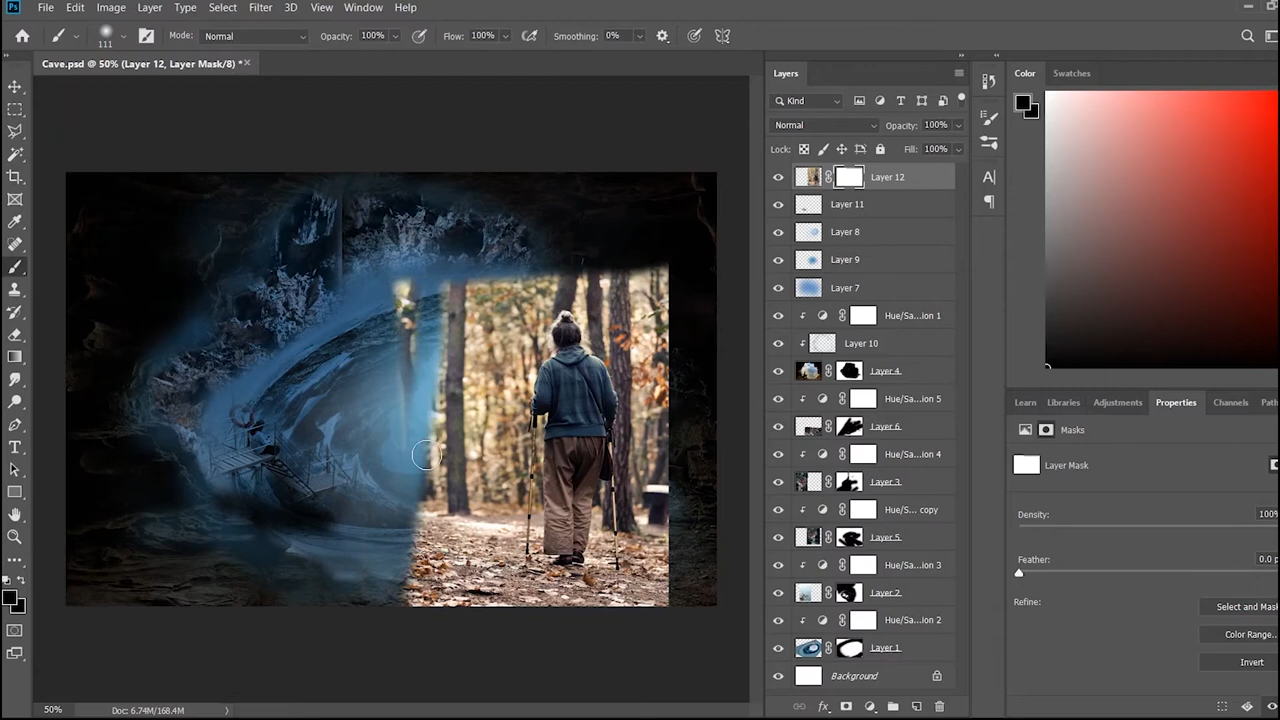 Ps File Edit Image Layer Type Select Filter 3D View Window Help
111 Mode: Normal Opacity: 100% Flow: 100% Smoothing: 0%
Cave.psd @ 50% (Layer 12, Layer Mask/8) *
Layers
Kind
Normal Opacity: 100%
Lock: Fill: 100%
Layer 12
Layer 11
Layer 8
Layer 9
Layer 7
Hue/Sa...ion 1
Layer 10
Layer 4
Hue/Sa...ion 5
Layer 6
Hue/Sa...ion 4
Layer 3
Hue/S... copy
Layer 5
Hue/Sa...ion 3
Layer 2
Hue/Sa...ion 2
Layer 1
Background
Color Swatches
Learn Libraries Adjustments Properties Channels Pat
Masks
Layer Mask
Density: 100%
Feather: 0.0 p
Refine: Select and Mask
Color Range...
Invert
50% Doc: 6.74M/168.4M